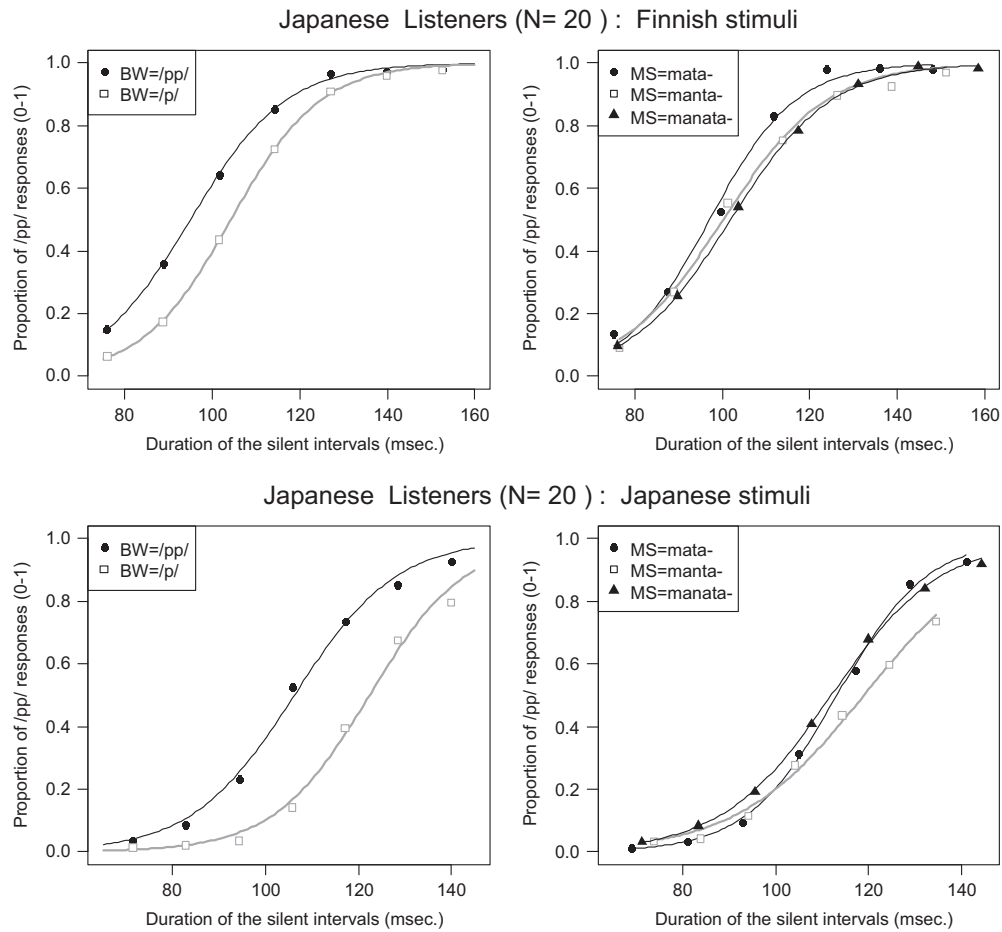 Japanese Listeners (N= 20 ) : Finnish stimuli
Proportion of /pp/ responses (0-1)
1.0
0.8
0.6
0.4
0.2
0.0
BW=/pp/
BW=/p/
80 100 120 140 160
Duration of the silent intervals (msec.)
Proportion of /pp/ responses (0-1)
1.0
0.8
0.6
0.4
0.2
0.0
MS=mata-
MS=manta-
MS=manata-
80 100 120 140 160
Duration of the silent intervals (msec.)
Japanese Listeners (N= 20 ) : Japanese stimuli
Proportion of /pp/ responses (0-1)
1.0
0.8
0.6
0.4
0.2
0.0
BW=/pp/
BW=/p/
80 100 120 140
Duration of the silent intervals (msec.)
Proportion of /pp/ responses (0-1)
1.0
0.8
0.6
0.4
0.2
0.0
MS=mata-
MS=manta-
MS=manata-
80 100 120 140
Duration of the silent intervals (msec.)